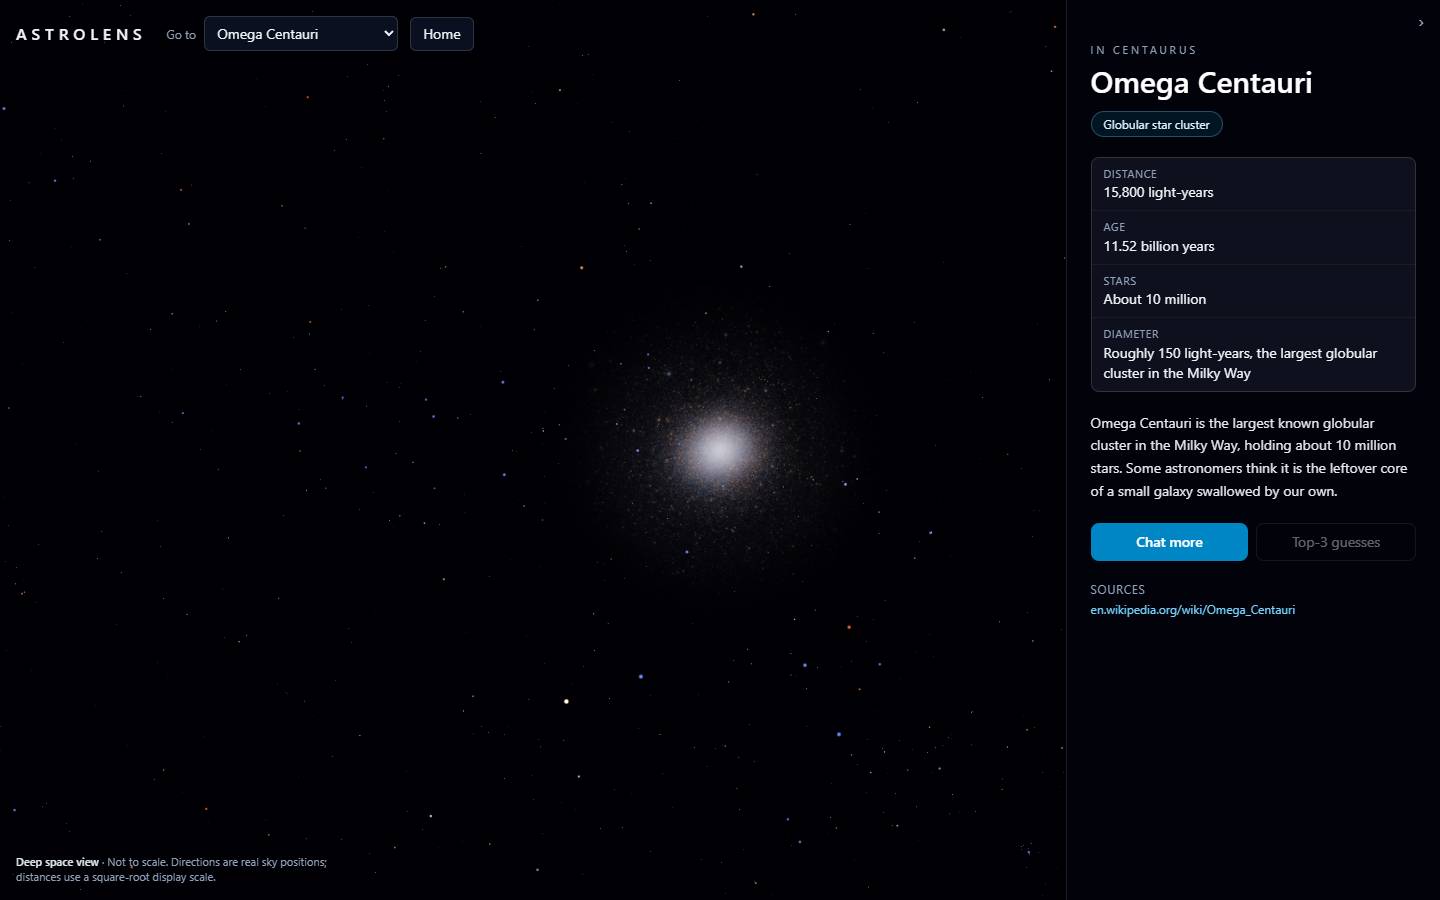 ASTROLENS
Go to
Omega Centauri
Home
›
IN CENTAURUS
Omega Centauri
Globular star cluster
DISTANCE
15,800 light-years
AGE
11.52 billion years
STARS
About 10 million
DIAMETER
Roughly 150 light-years, the largest globular
cluster in the Milky Way
Omega Centauri is the largest known globular
cluster in the Milky Way, holding about 10 million
stars. Some astronomers think it is the leftover core
of a small galaxy swallowed by our own.
Chat more
Top-3 guesses
SOURCES
en.wikipedia.org/wiki/Omega_Centauri
Deep space view · Not to scale. Directions are real sky positions;
distances use a square-root display scale.